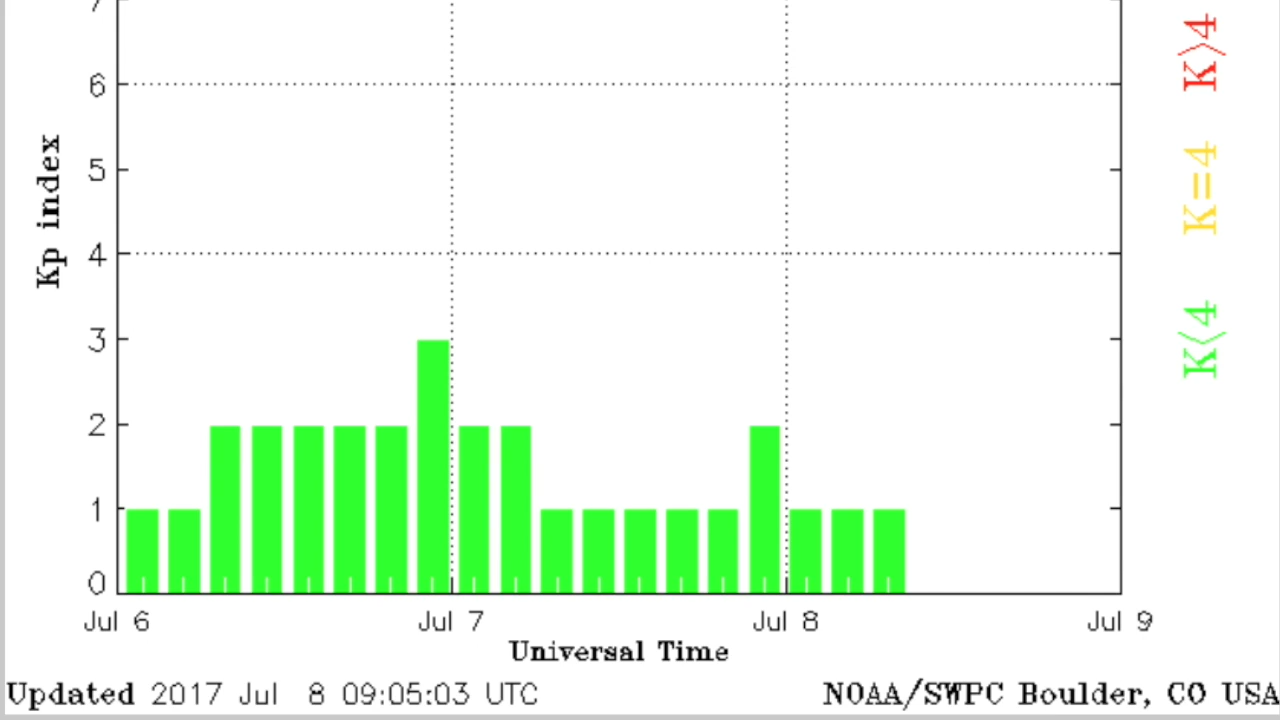 7
6
5
4
3
2
1
0
Kp index
Jul 6 Jul 7 Jul 8 Jul 9
Universal Time
Updated 2017 Jul 8 09:05:03 UTC NOAA/SWPC Boulder, CO USA
K>4
K=4
K<4